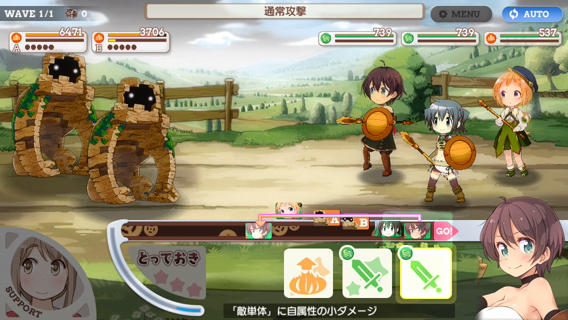 WAVE 1/1 0
通常攻撃
MENU
AUTO
6471
A
3706
B
739
739
537
A B
GO!
とっておき
SUPPORT
「敵単体」に自属性の小ダメージ